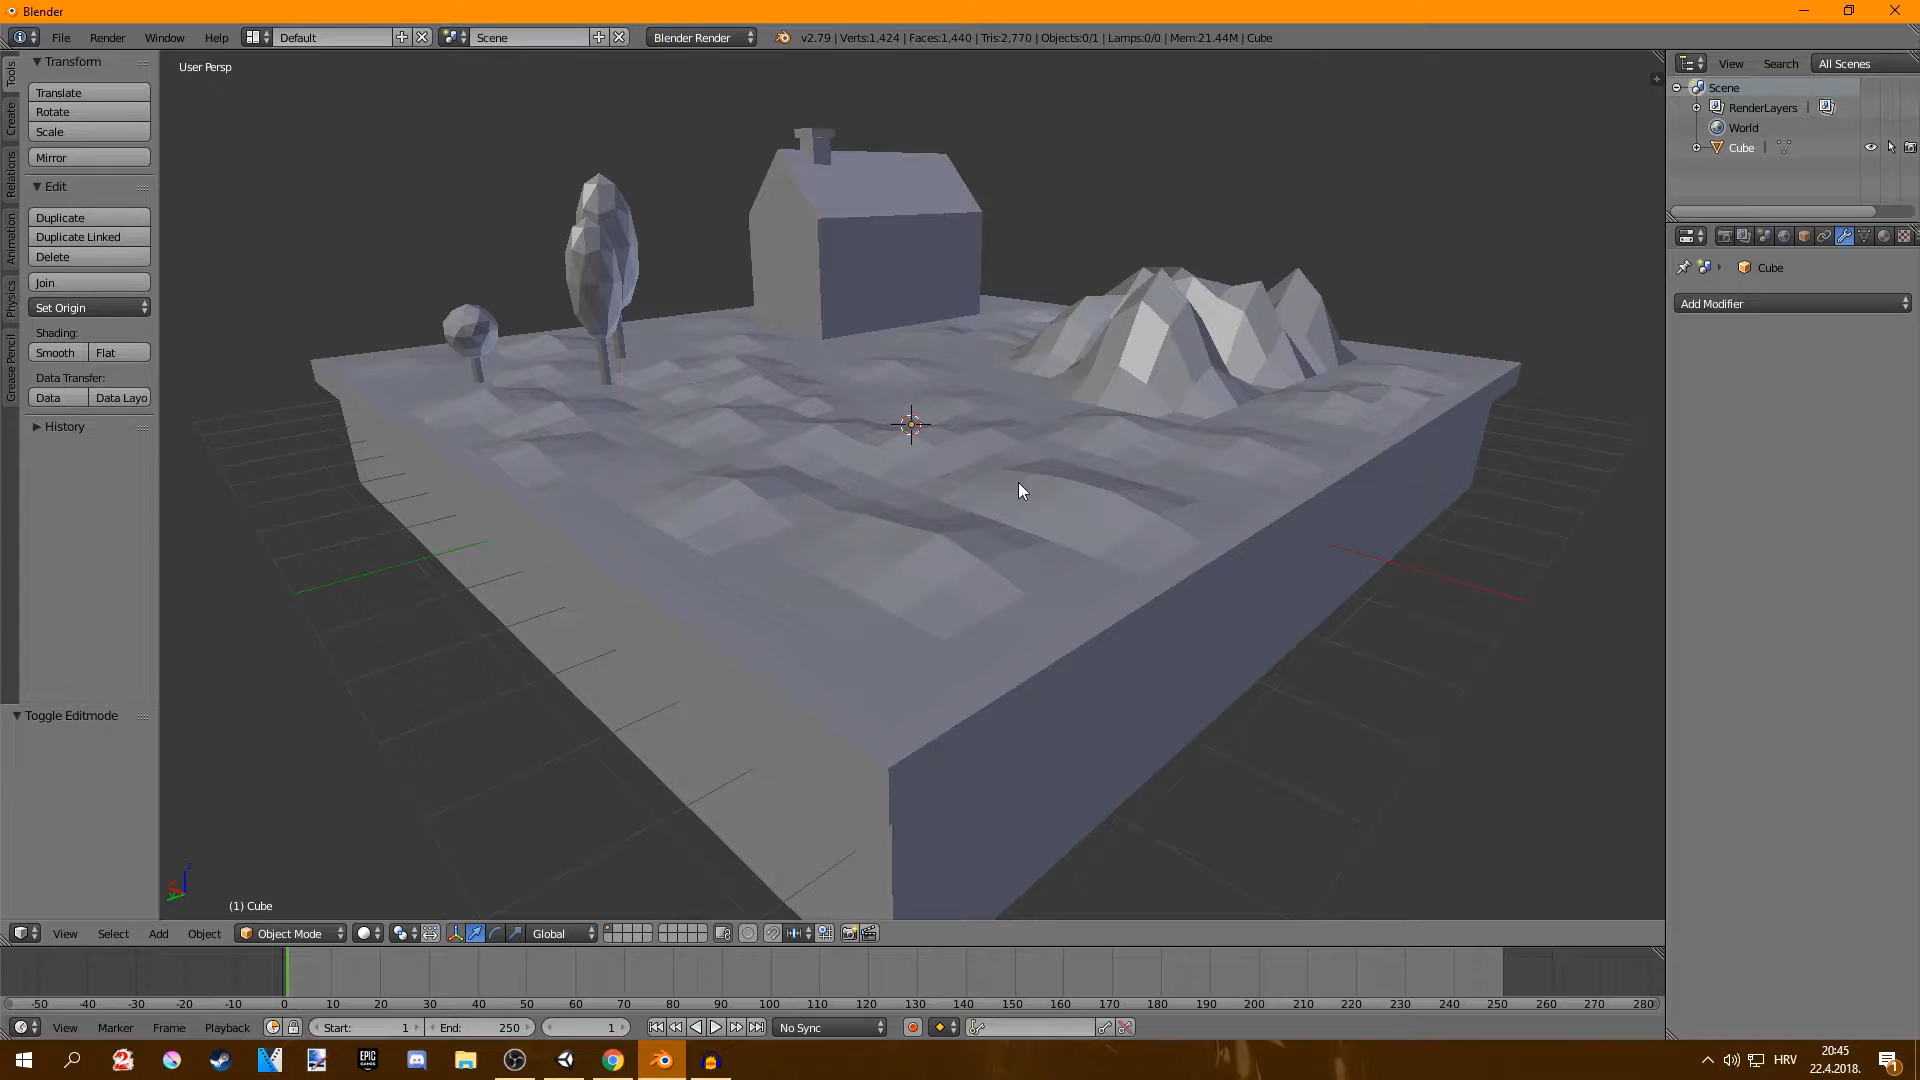 Blender
File Render Window Help Default Scene Blender Render v2.79 | Verts:1,424 | Faces:1,440 | Tris:2,770 | Objects:0/1 | Lamps:0/0 | Mem:21.44M | Cube
Tools
Create
Relations
Animation
Physics
Grease Pencil
Transform
Translate
Rotate
Scale
Mirror
Edit
Duplicate
Duplicate Linked
Delete
Join
Set Origin
Shading:
Smooth Flat
Data Transfer:
Data Data Layo
History
Toggle Editmode
User Persp
(1) Cube
View Search All Scenes
Scene
RenderLayers |
World
Cube |
Cube
Add Modifier
View Select Add Object Object Mode Global
-50 -40 -30 -20 -10 0 10 20 30 40 50 60 70 80 90 100 110 120 130 140 150 160 170 180 190 200 210 220 230 240 250 260 270 280
View Marker Frame Playback Start: 1 End: 250 1 No Sync
EPIC GAMES
HRV
20:45
22.4.2018.
1